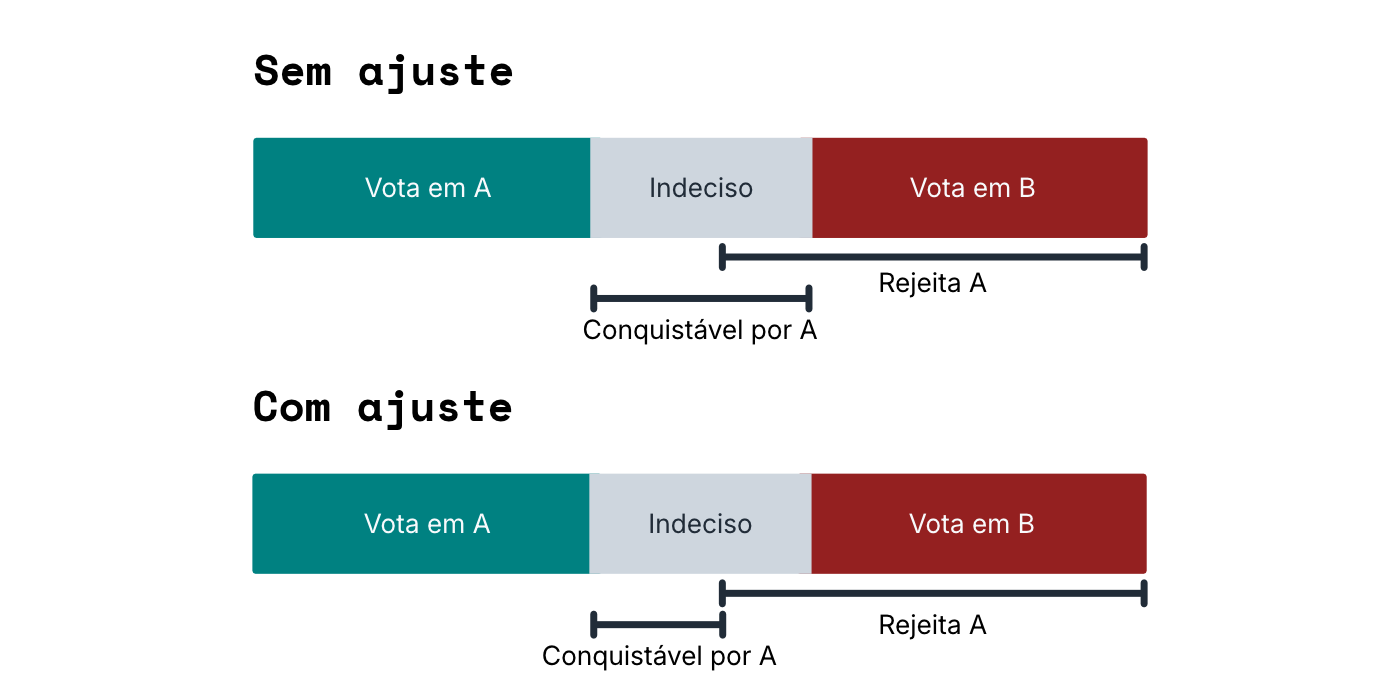 Sem ajuste
Vota em A
Indeciso
Vota em B
Rejeita A
Conquistável por A
Com ajuste
Vota em A
Indeciso
Vota em B
Rejeita A
Conquistável por A